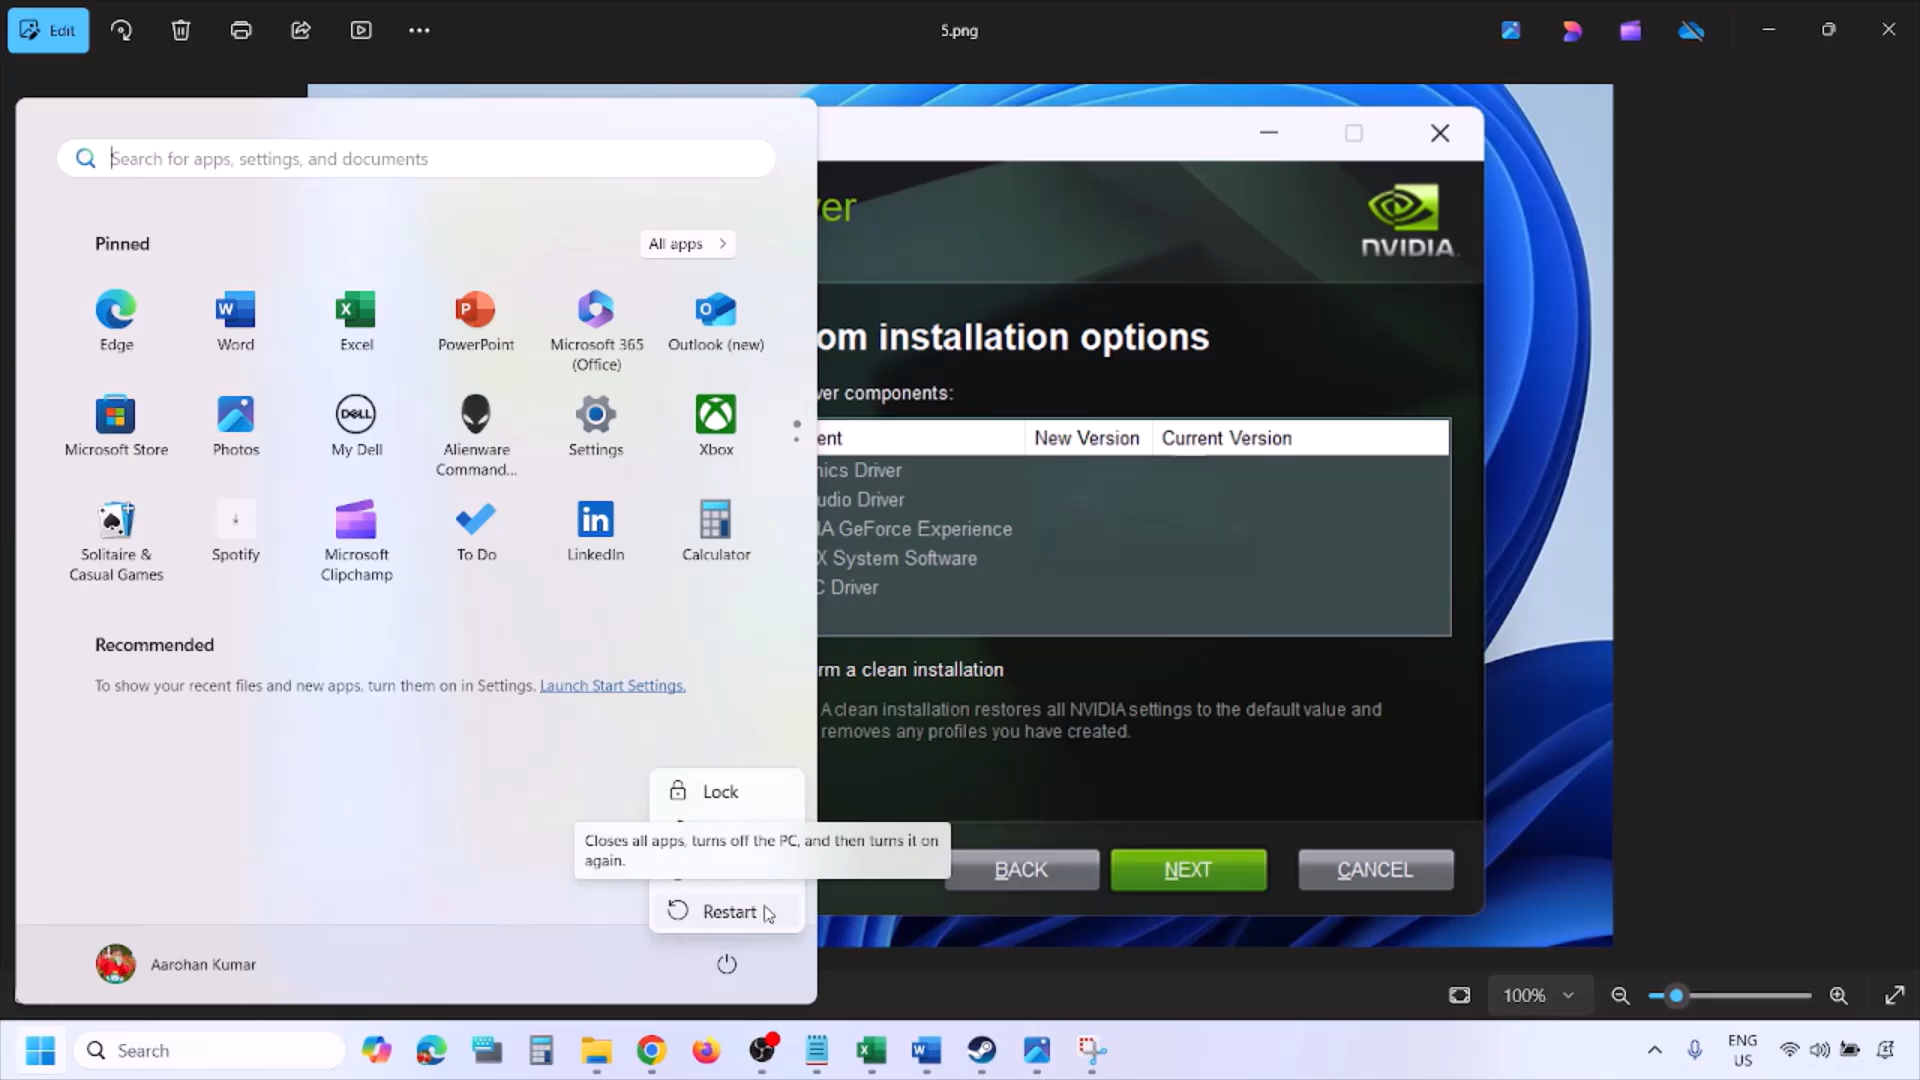 Edit
5.png
Search for apps, settings, and documents
Pinned
All apps
Edge
Word
Excel
PowerPoint
Microsoft 365
(Office)
Outlook (new)
Microsoft Store
Photos
DELL
My Dell
Alienware
Command...
Settings
Xbox
Solitaire &
Casual Games
Spotify
Microsoft
Clipchamp
To Do
in
LinkedIn
Calculator
Recommended
To show your recent files and new apps, turn them on in Settings. Launch Start Settings.
Lock
Closes all apps, turns off the PC, and then turns it on
again.
Restart
Aarohan Kumar
ver
NVIDIA.
om installation options
ver components:
ent
New Version
Current Version
nics Driver
udio Driver
IA GeForce Experience
X System Software
C Driver
rm a clean installation
A clean installation restores all NVIDIA settings to the default value and
removes any profiles you have created.
BACK
NEXT
CANCEL
100%
Search
ENG
US